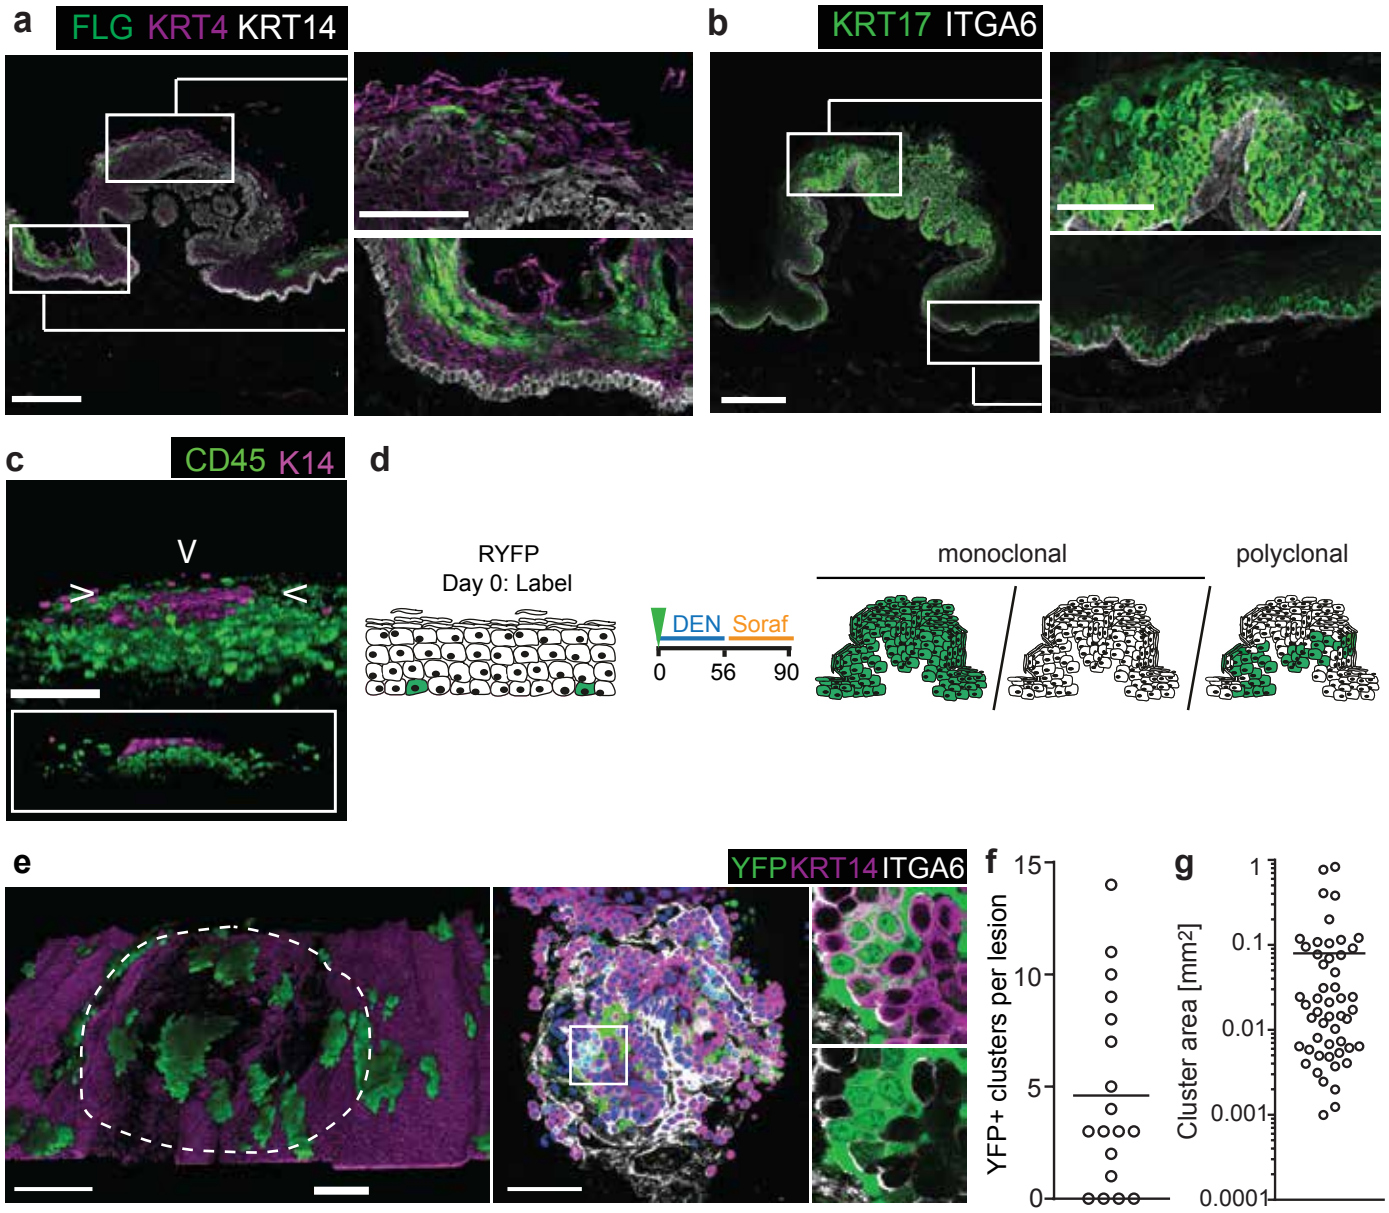 a
FLG KRT4 KRT14
b
KRT17 ITGA6
c
CD45 K14
V
> <
d
RYFP
Day 0: Label
DEN Soraf
0 56 90
monoclonal
polyclonal
e
YFP KRT14 ITGA6
f
YFP+ clusters per lesion
15
10
5
0
g
Cluster area [mm2]
1
0.1
0.01
0.001
0.0001